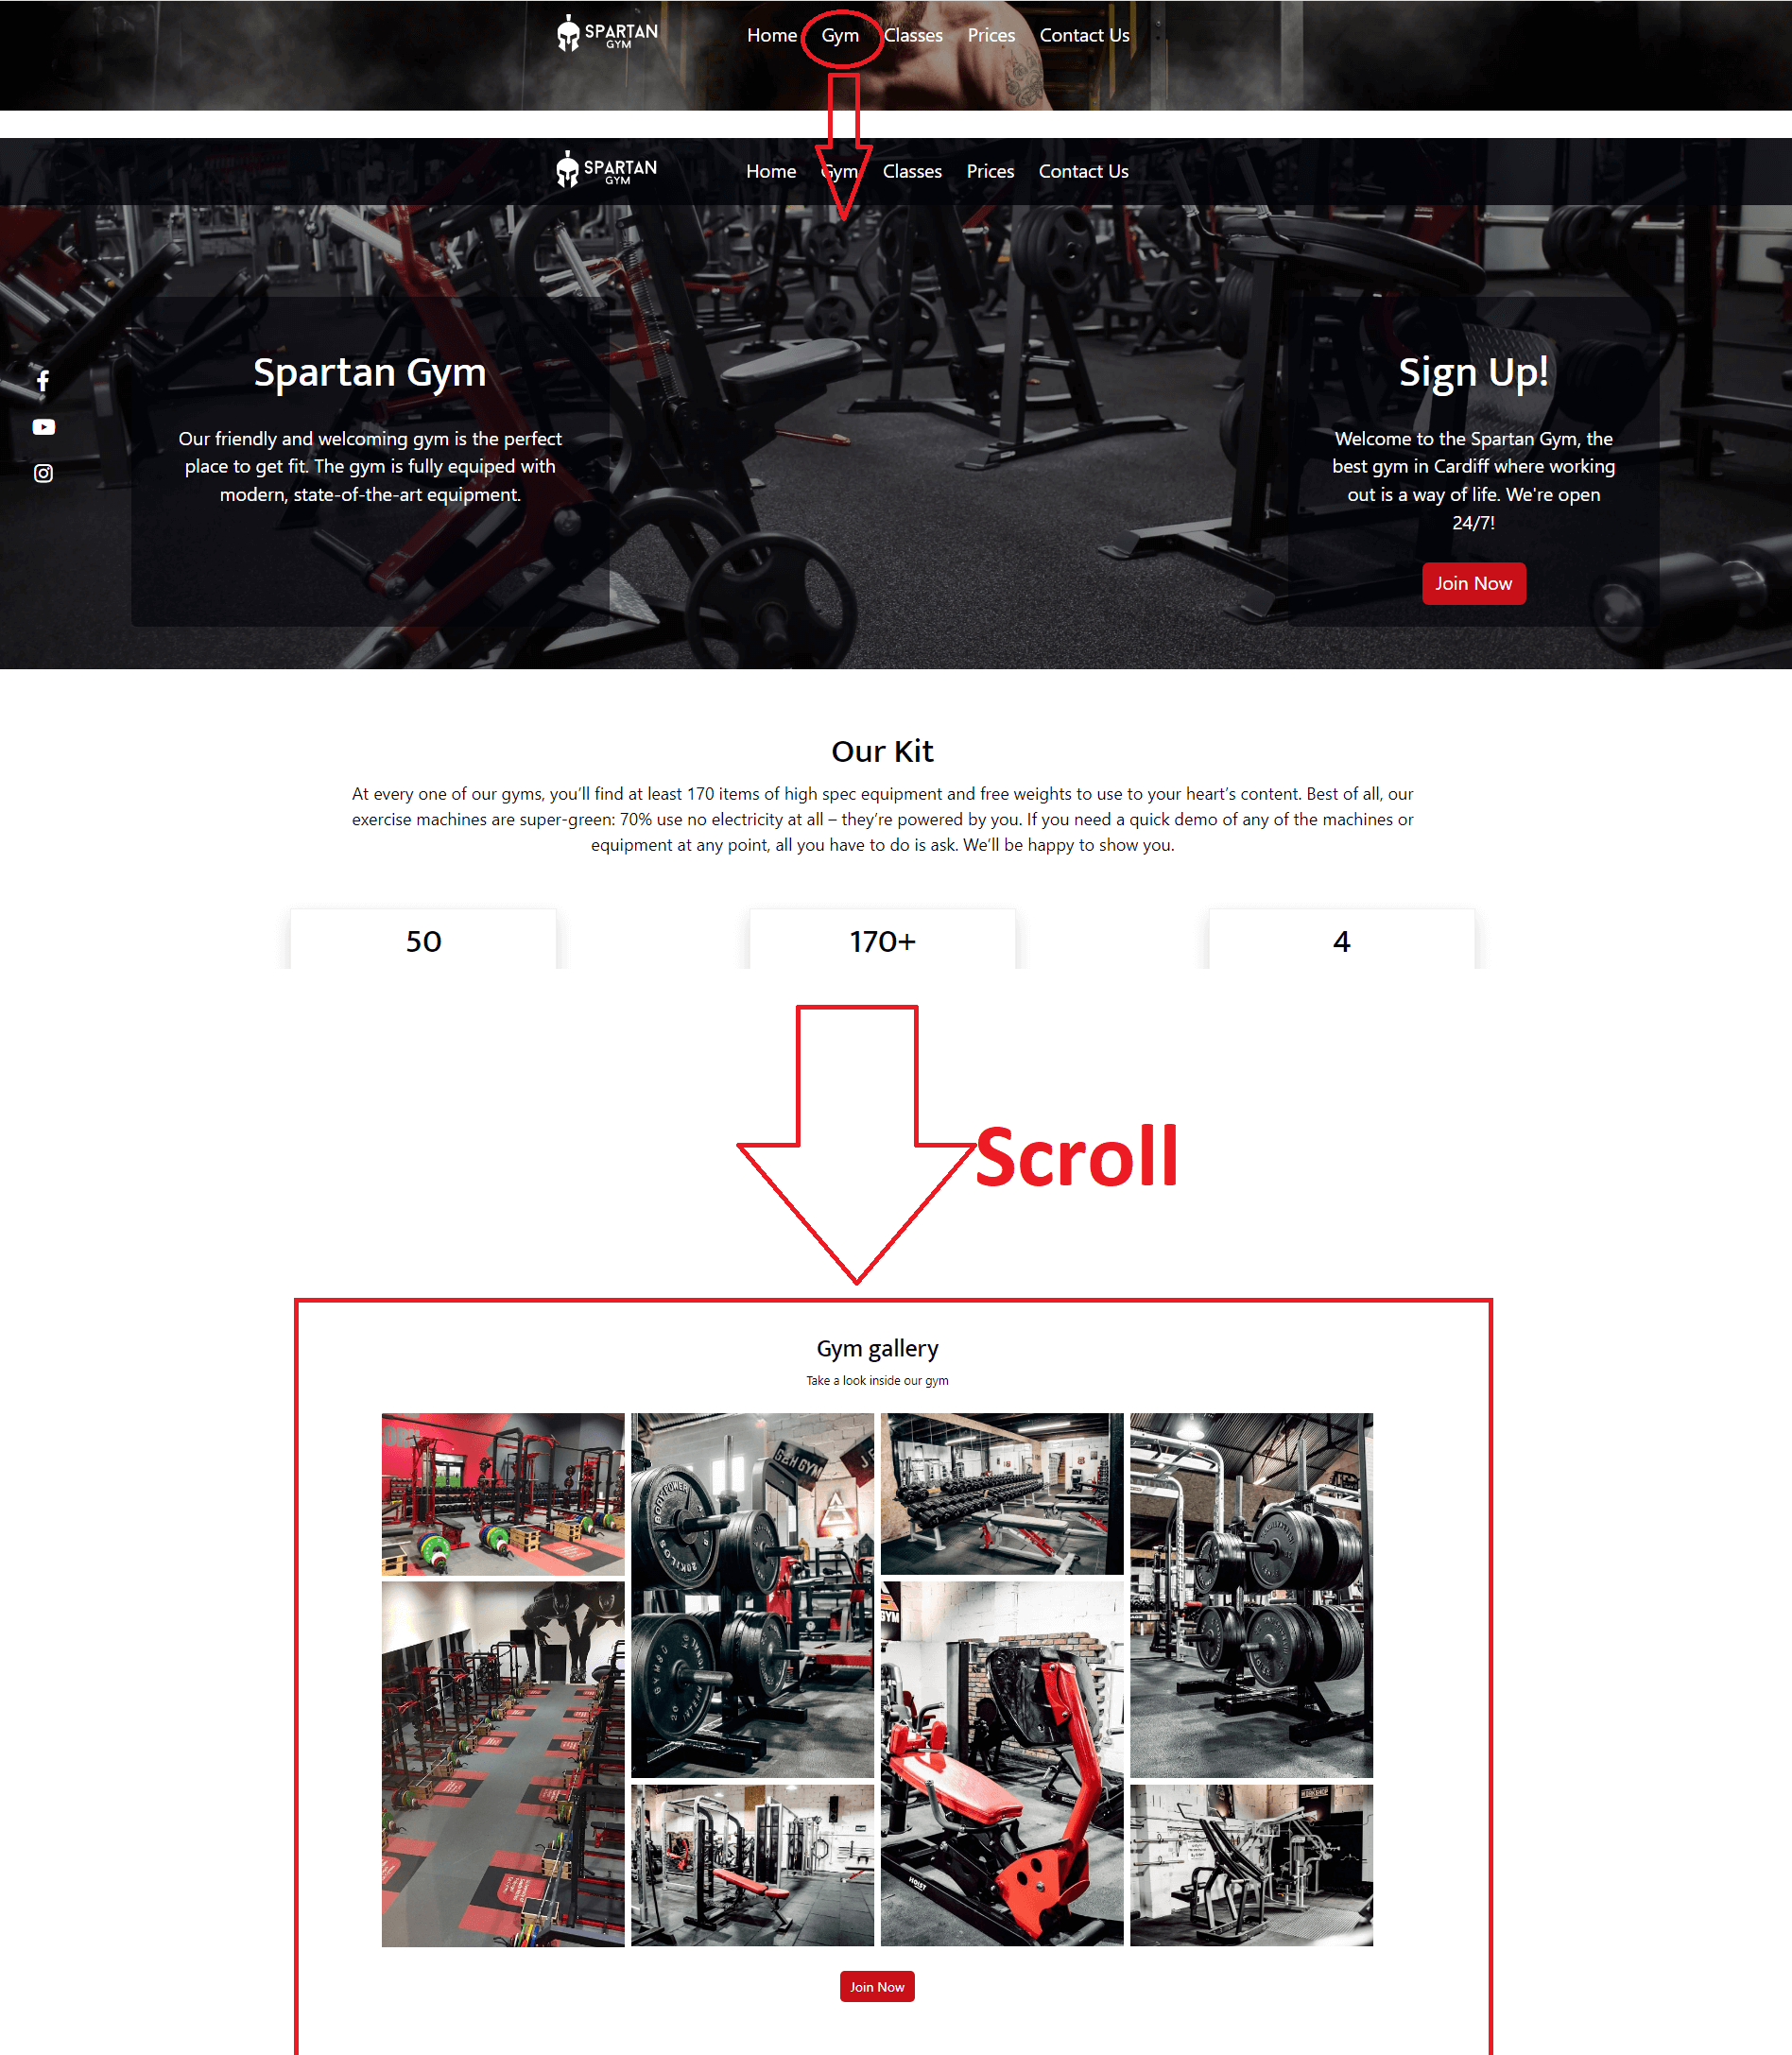 SPARTAN
GYM
Home Gym Classes Prices Contact Us
SPARTAN
GYM
Home Gym Classes Prices Contact Us
Spartan Gym
Our friendly and welcoming gym is the perfect
place to get fit. The gym is fully equiped with
modern, state-of-the-art equipment.
Sign Up!
Welcome to the Spartan Gym, the
best gym in Cardiff where working
out is a way of life. We're open
24/7!
Join Now
Our Kit
At every one of our gyms, you’ll find at least 170 items of high spec equipment and free weights to use to your heart’s content. Best of all, our
exercise machines are super-green: 70% use no electricity at all – they’re powered by you. If you need a quick demo of any of the machines or
equipment at any point, all you have to do is ask. We’ll be happy to show you.
50
170+
4
Scroll
Gym gallery
Take a look inside our gym
BODYPOWER
20KILOS
GYM
HOIST
Join Now